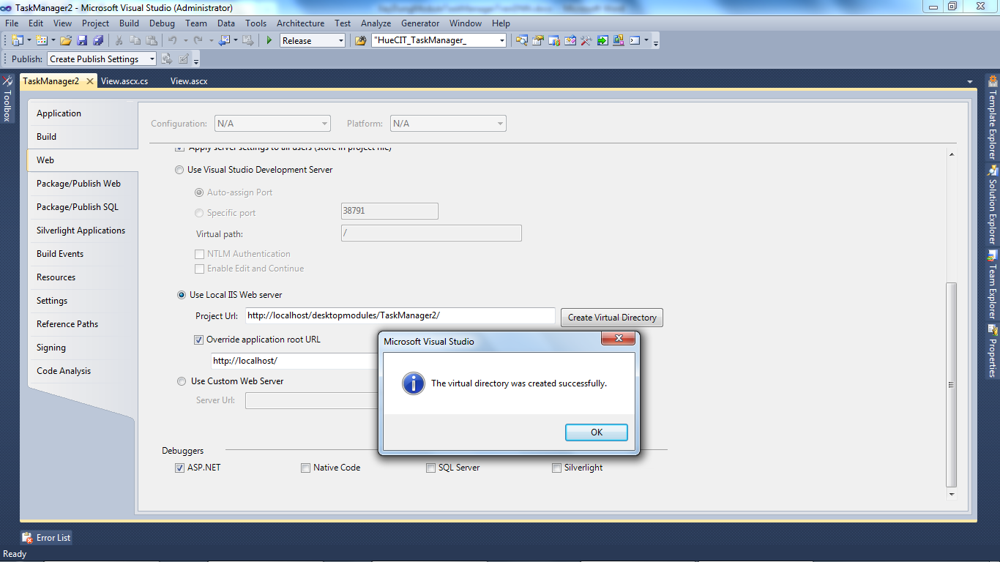 TaskManager2 - Microsoft Visual Studio (Administrator)
File Edit View Project Build Debug Team Data Tools Architecture Test Analyze Generator Window Help
Release "HueCIT_TaskManager_
Publish: Create Publish Settings
TaskManager2 View.ascx.cs View.ascx
Toolbox
Application
Build
Web
Package/Publish Web
Package/Publish SQL
Silverlight Applications
Build Events
Resources
Settings
Reference Paths
Signing
Code Analysis
Configuration: N/A Platform: N/A
Apply server settings to all users (store in project file)
Use Visual Studio Development Server
Auto-assign Port
Specific port 38791
Virtual path: /
NTLM Authentication
Enable Edit and Continue
Use Local IIS Web server
Project Url: http://localhost/desktopmodules/TaskManager2/ Create Virtual Directory
Override application root URL
http://localhost/
Use Custom Web Server
Server Url:
Microsoft Visual Studio
The virtual directory was created successfully.
OK
Debuggers
ASP.NET Native Code SQL Server Silverlight
Template Explorer
Solution Explorer
Team Explorer
Properties
Error List
Ready